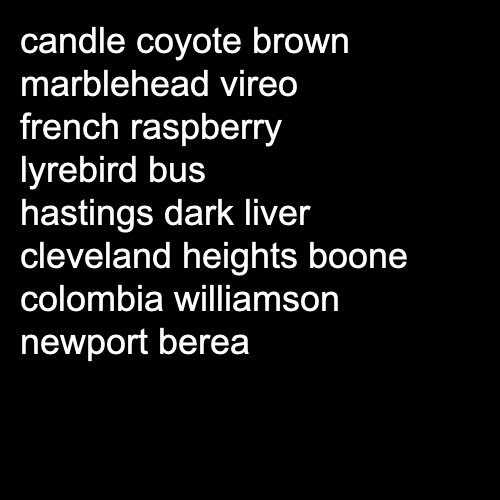 candle coyote brown
marblehead vireo
french raspberry
lyrebird bus
hastings dark liver
cleveland heights boone
colombia williamson
newport berea